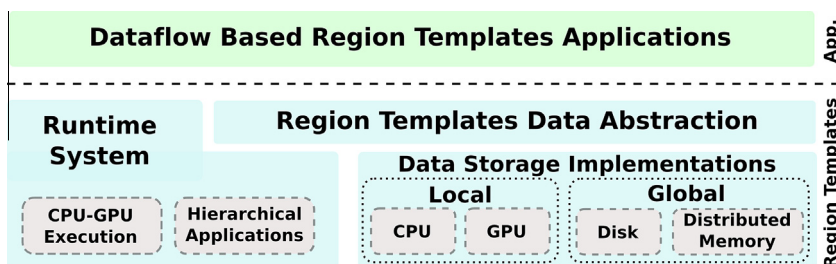 Dataflow Based Region Templates Applications
App.
Runtime
System
Region Templates Data Abstraction
Data Storage Implementations
Local
Global
CPU-GPU
Execution
Hierarchical
Applications
CPU
GPU
Disk
Distributed
Memory
Region Templates